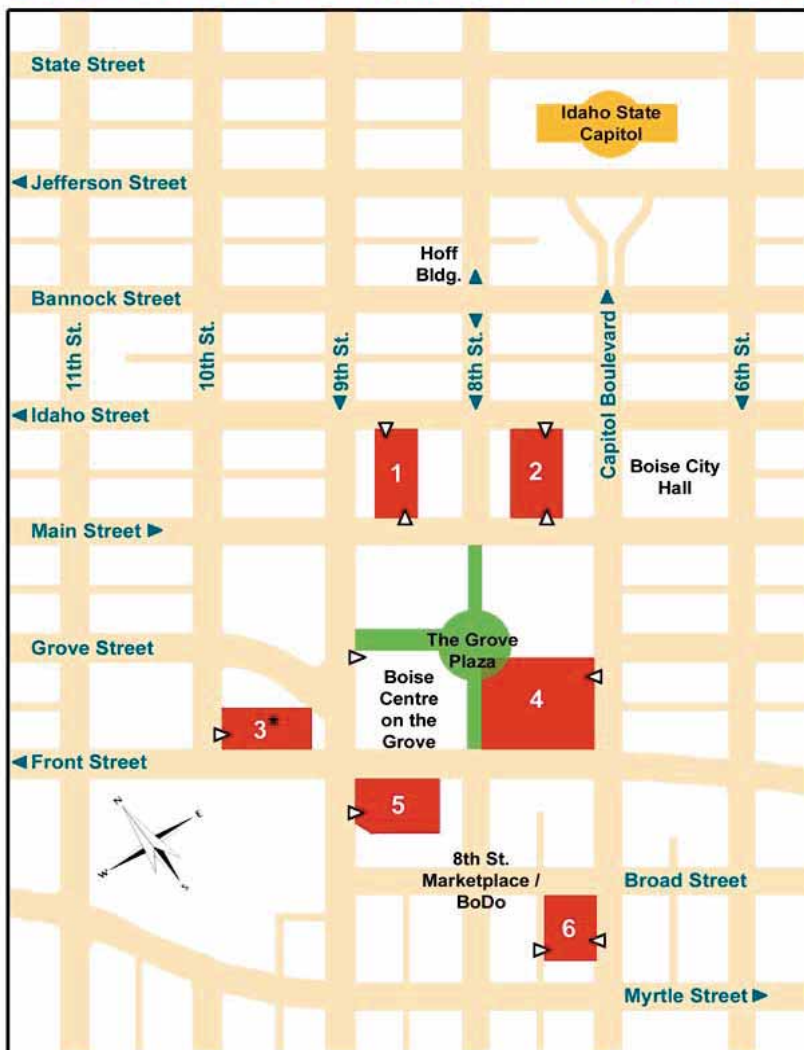 State Street
Idaho State
Capitol
Jefferson Street
Hoff
Bldg.
Bannock Street
11th St.
10th St.
9th St.
8th St.
Capitol Boulevard
6th St.
Idaho Street
1
2
Boise City
Hall
Main Street
Grove Street
The Grove
Plaza
Boise
Centre
on the
Grove
4
3*
Front Street
N
E
W
S
5
8th St.
Marketplace /
BoDo
Broad Street
6
Myrtle Street